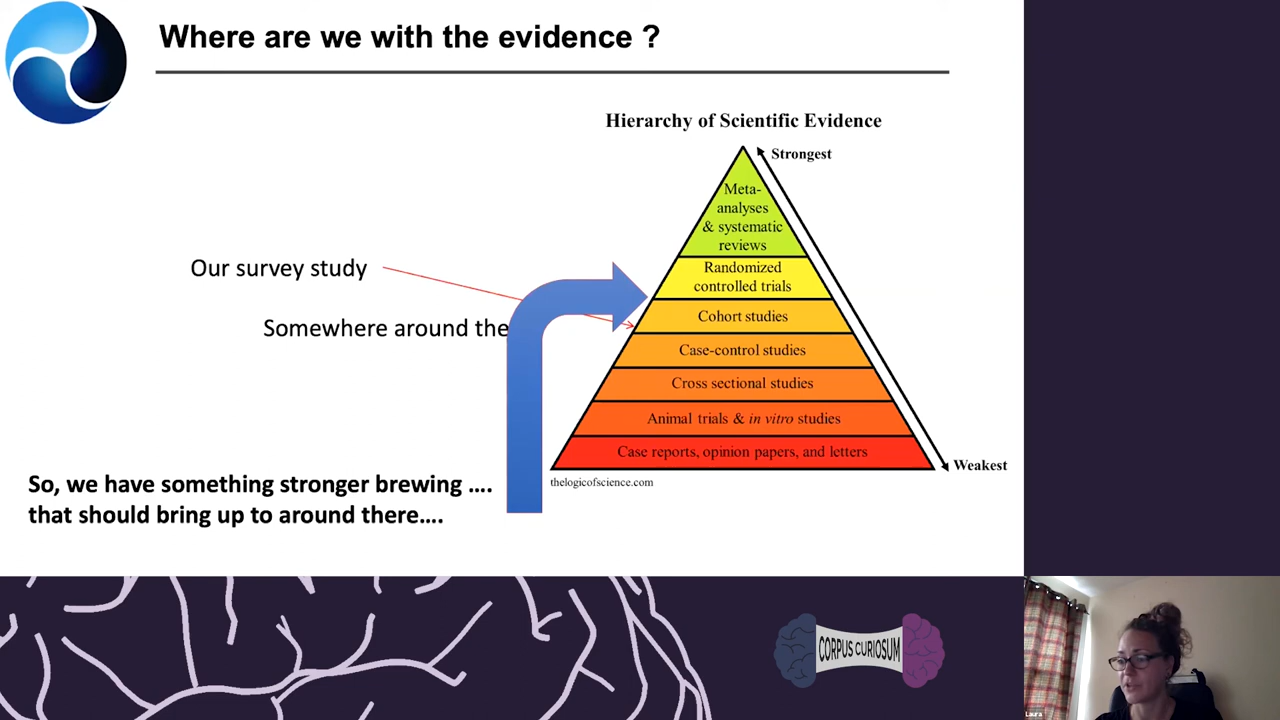 Where are we with the evidence ?
Hierarchy of Scientific Evidence
Strongest
Meta-
analyses
& systematic
reviews
Our survey study
Randomized
controlled trials
Somewhere around the
Cohort studies
Case-control studies
Cross sectional studies
Animal trials & in vitro studies
Case reports, opinion papers, and letters
Weakest
thelogicofscience.com
So, we have something stronger brewing ....
that should bring up to around there....
CORPUS CURIOSUM
Laura